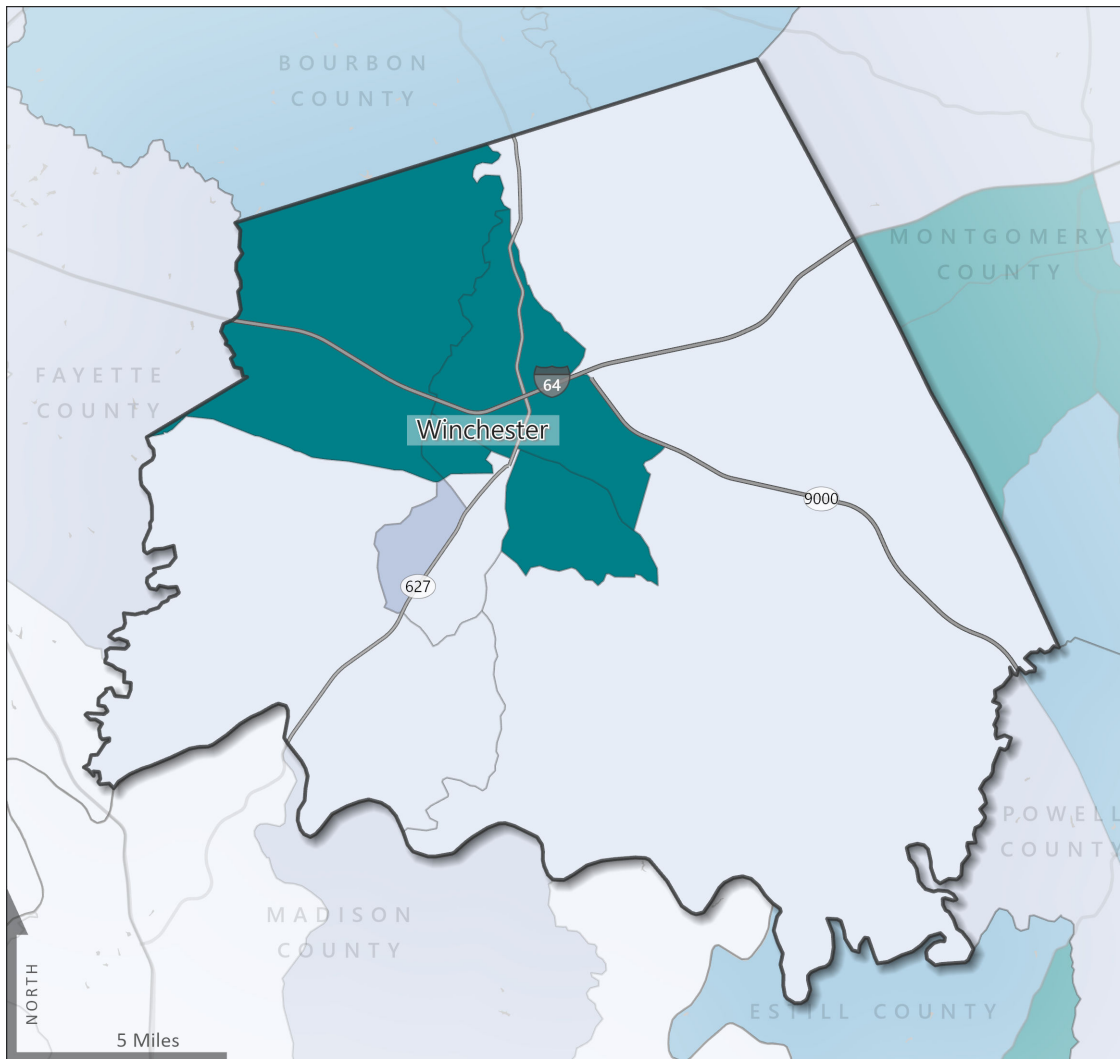 BOURBON
COUNTY
MONTGOMERY
COUNTY
FAYETTE
COUNTY
64
Winchester
9000
627
POWELL
COUNTY
MADISON
COUNTY
ESTILL COUNTY
NORTH
5 Miles